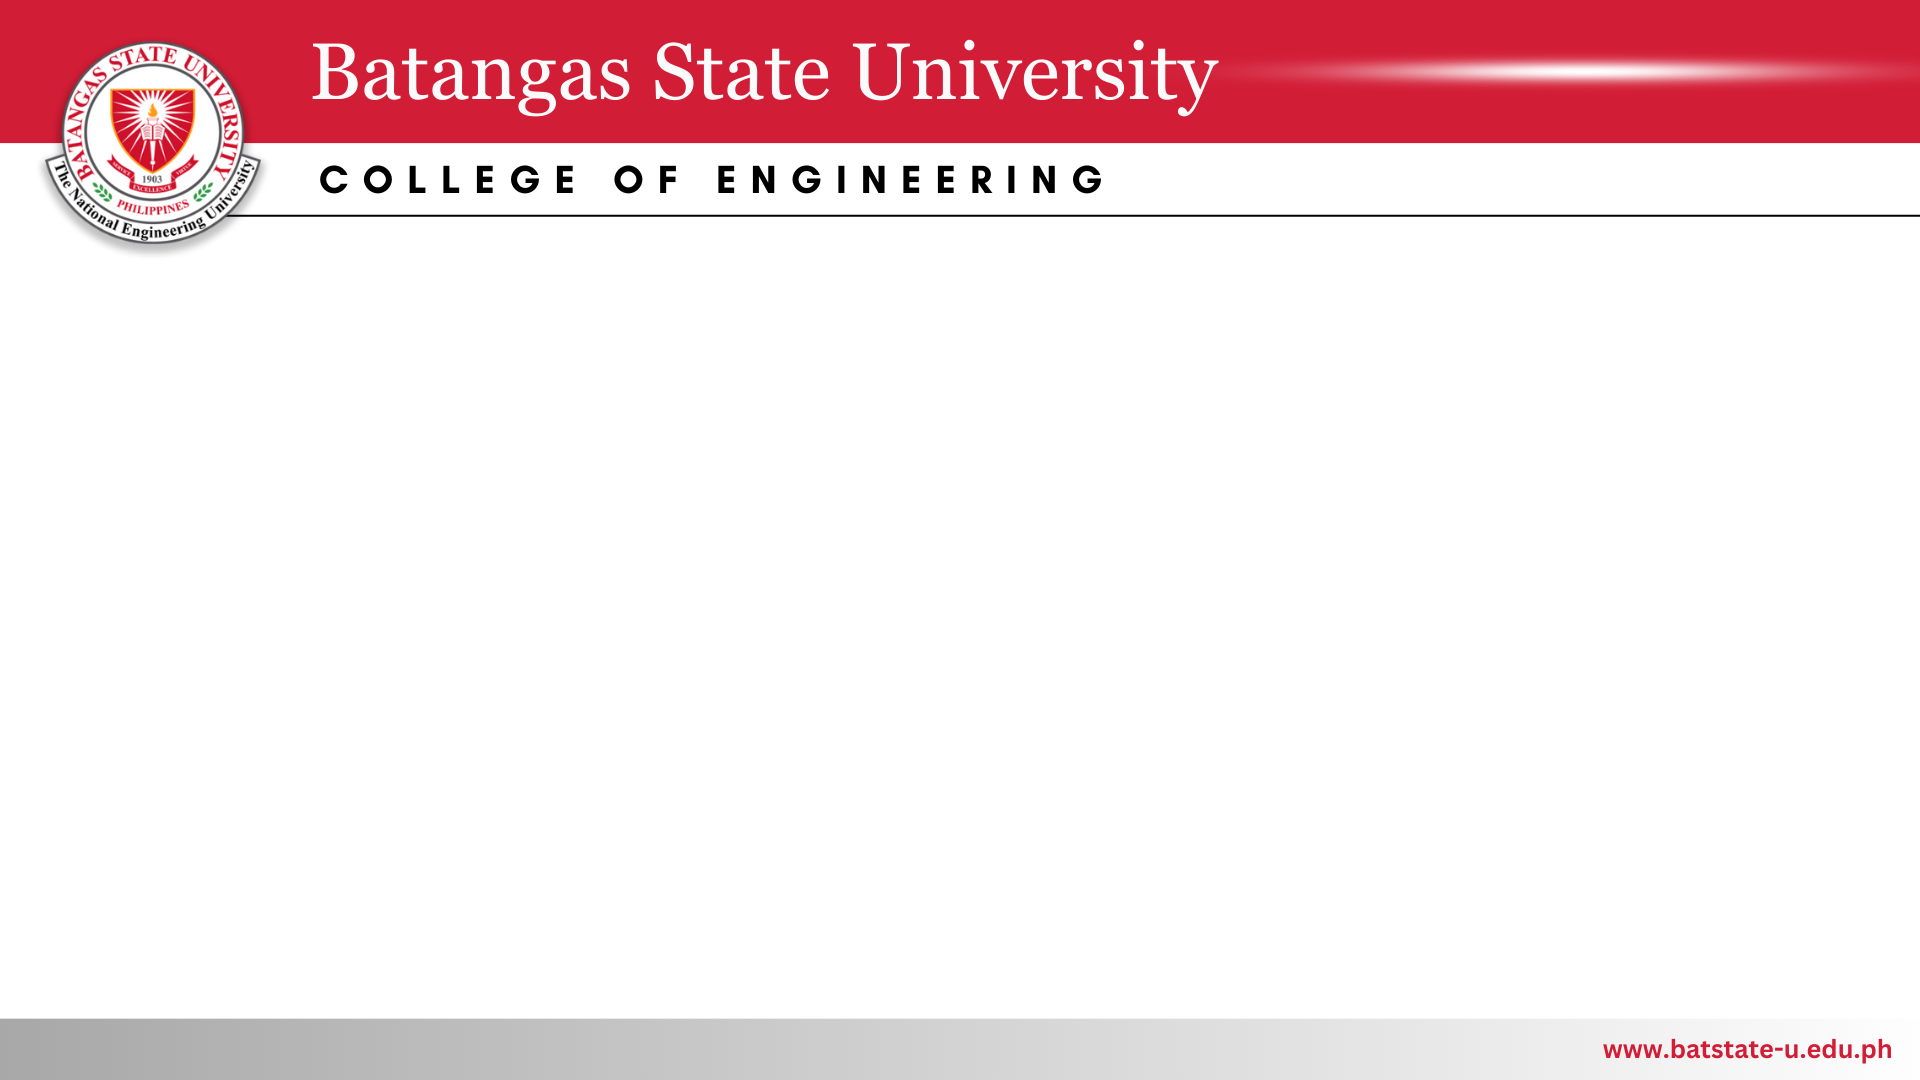 Batangas State University
COLLEGE OF ENGINEERING
BATANGAS STATE UNIVERSITY
1903
EXCELLENCE
PHILIPPINES
The National Engineering University
www.batstate-u.edu.ph